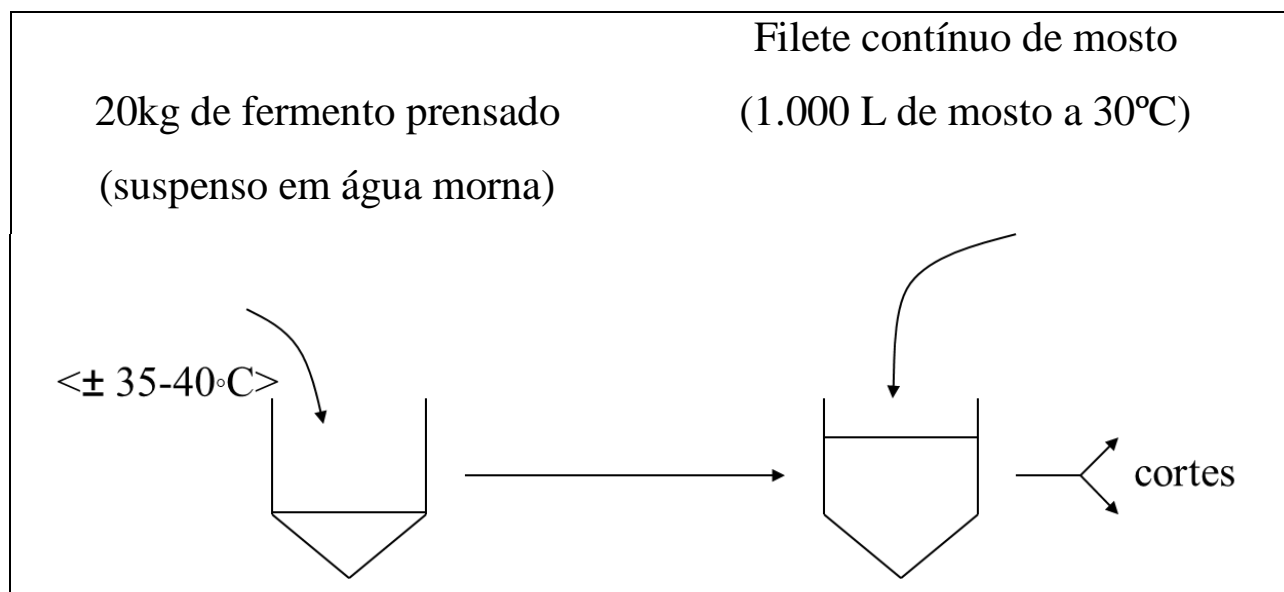 Filete contínuo de mosto
20kg de fermento prensado
(1.000 L de mosto a 30ºC)
(suspenso em água morna)
<± 35-40◦C>
cortes